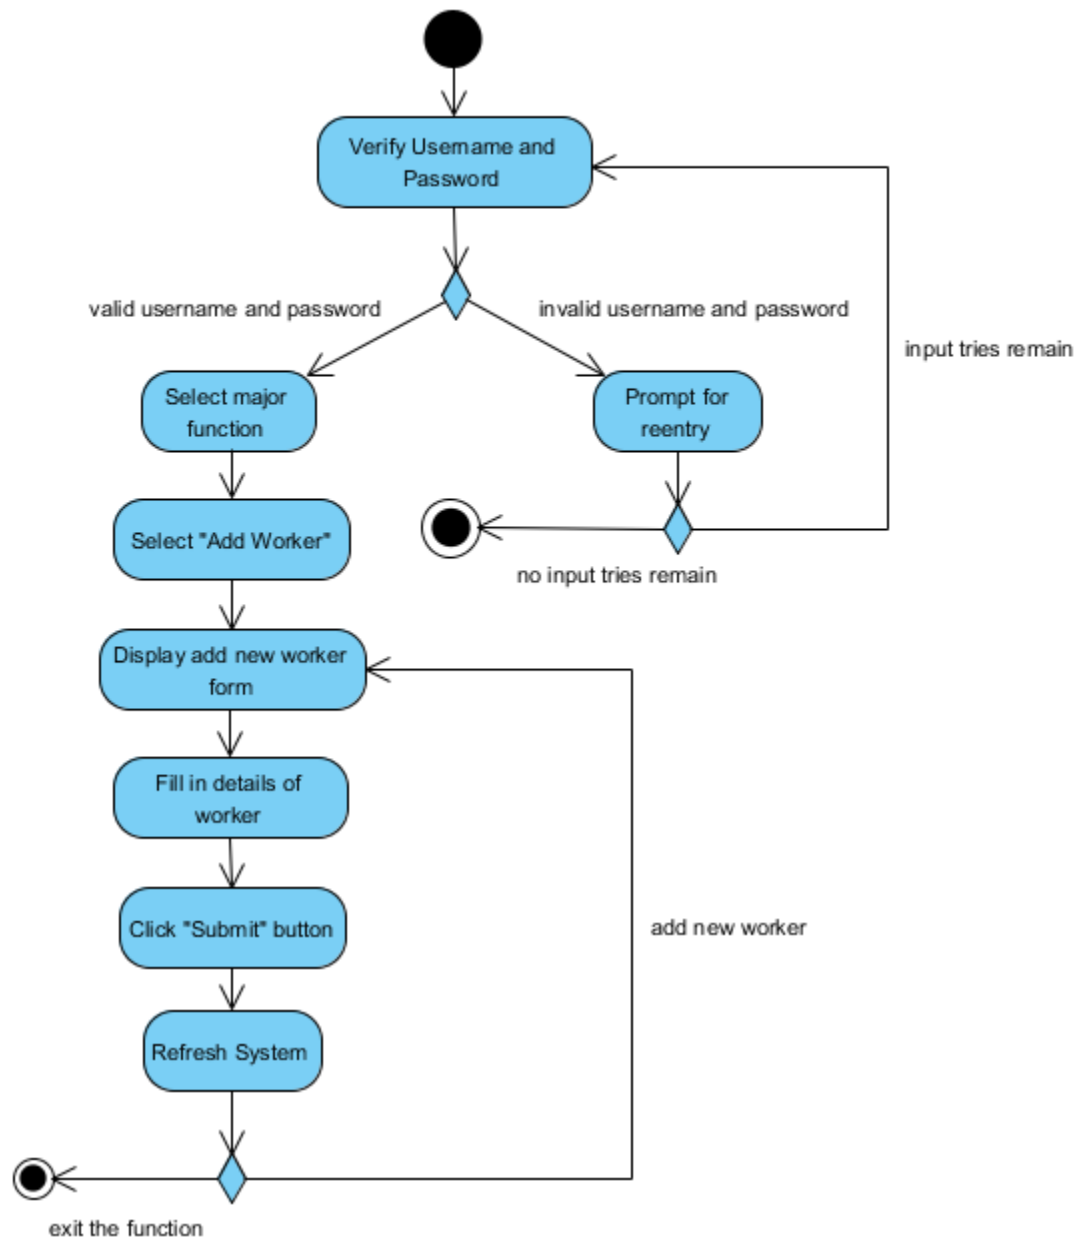 Verify Username and
Password
valid username and password
invalid username and password
input tries remain
Select major
function
Prompt for
reentry
Select "Add Worker"
no input tries remain
Display add new worker
form
Fill in details of
worker
Click "Submit" button
add new worker
Refresh System
exit the function